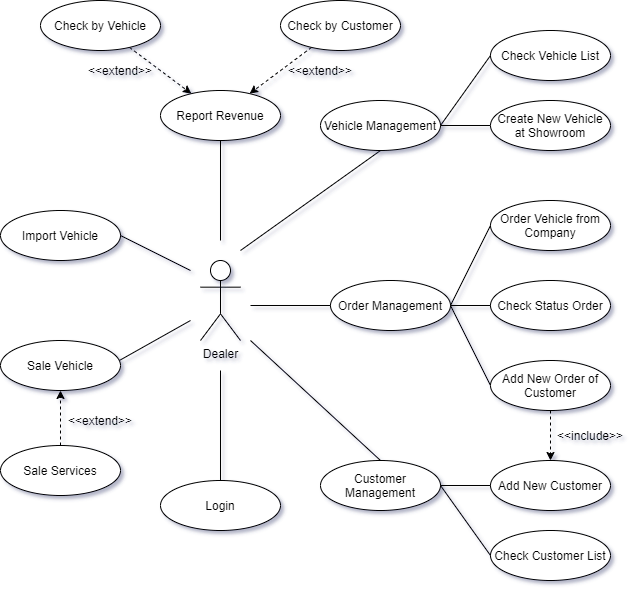 Check by Vehicle
Check by Customer
<<extend>>
<<extend>>
Report Revenue
Vehicle Management
Check Vehicle List
Create New Vehicle
at Showroom
Import Vehicle
Order Vehicle from
Company
Order Management
Check Status Order
Dealer
Sale Vehicle
Add New Order of
Customer
<<extend>>
<<include>>
Sale Services
Customer
Management
Add New Customer
Login
Check Customer List